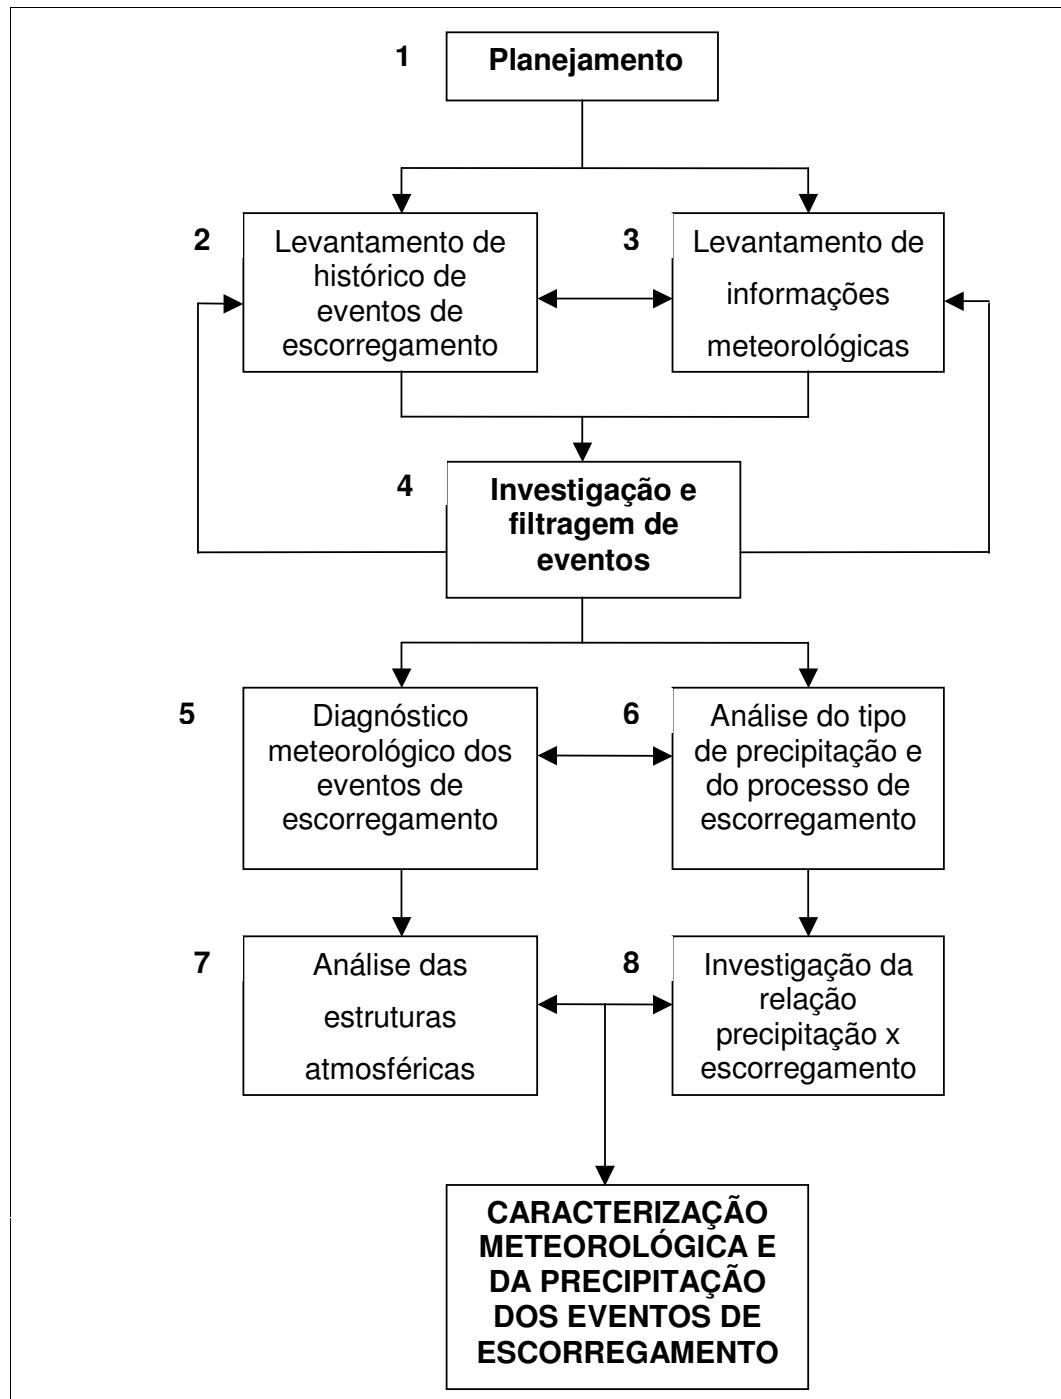 1
Planejamento
2
Levantamento de
histórico de
eventos de
escorregamento
3
Levantamento de
informações
meteorológicas
4
Investigação e
filtragem de
eventos
5
Diagnóstico
meteorológico dos
eventos de
escorregamento
6
Análise do tipo
de precipitação e
do processo de
escorregamento
7
Análise das
estruturas
atmosféricas
8
Investigação da
relação
precipitação x
escorregamento
CARACTERIZAÇÃO
METEOROLÓGICA E
DA PRECIPITAÇÃO
DOS EVENTOS DE
ESCORREGAMENTO